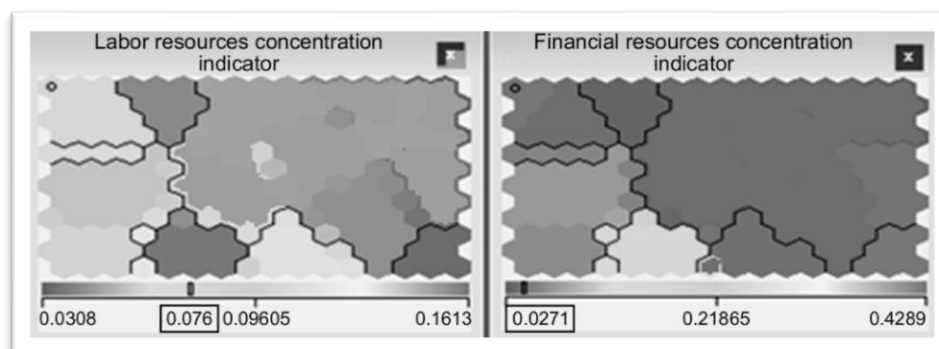 Labor resources concentration
indicator
x
0.0308 0.076 0.09605 0.1613
Financial resources concentration
indicator
x
0.0271 0.21865 0.4289